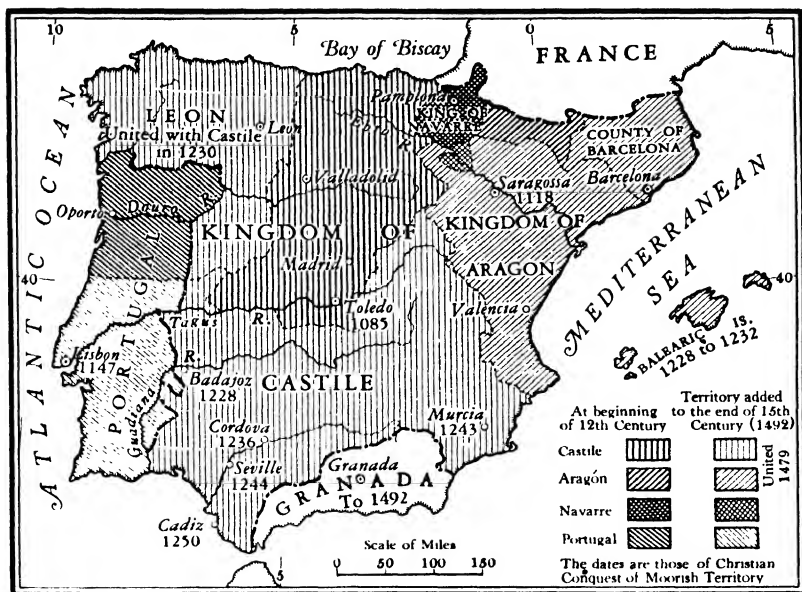 10
5
0
5
Bay of Biscay
FRANCE
ATLANTIC OCEAN
LEON
United with Castile
in 1230
Leon
Pamplona
KING. OF
NAVARRE
Ebro R.
COUNTY OF
BARCELONA
Valladolid
Saragossa
1118
Barcelona
Oporto
Douro R.
KINGDOM OF
CASTILE
KINGDOM OF
ARAGON
Madrid
MEDITERRANEAN
SEA
40
40
PORTUGAL
Tagus R.
Toledo
1085
Valencia
BALEARIC IS.
1228 to 1232
Lisbon
1147
R.
Badajoz
1228
Guadiana
Cordova
1236
Murcia
1243
Seville
1244
Granada
GRANADA
To 1492
Cadiz
1250
5
Scale of Miles
0 50 100 150
At beginning
of 12th Century
Territory added
to the end of 15th
Century (1492)
Castile
Aragón
United
1479
Navarre
Portugal
The dates are those of Christian
Conquest of Moorish Territory